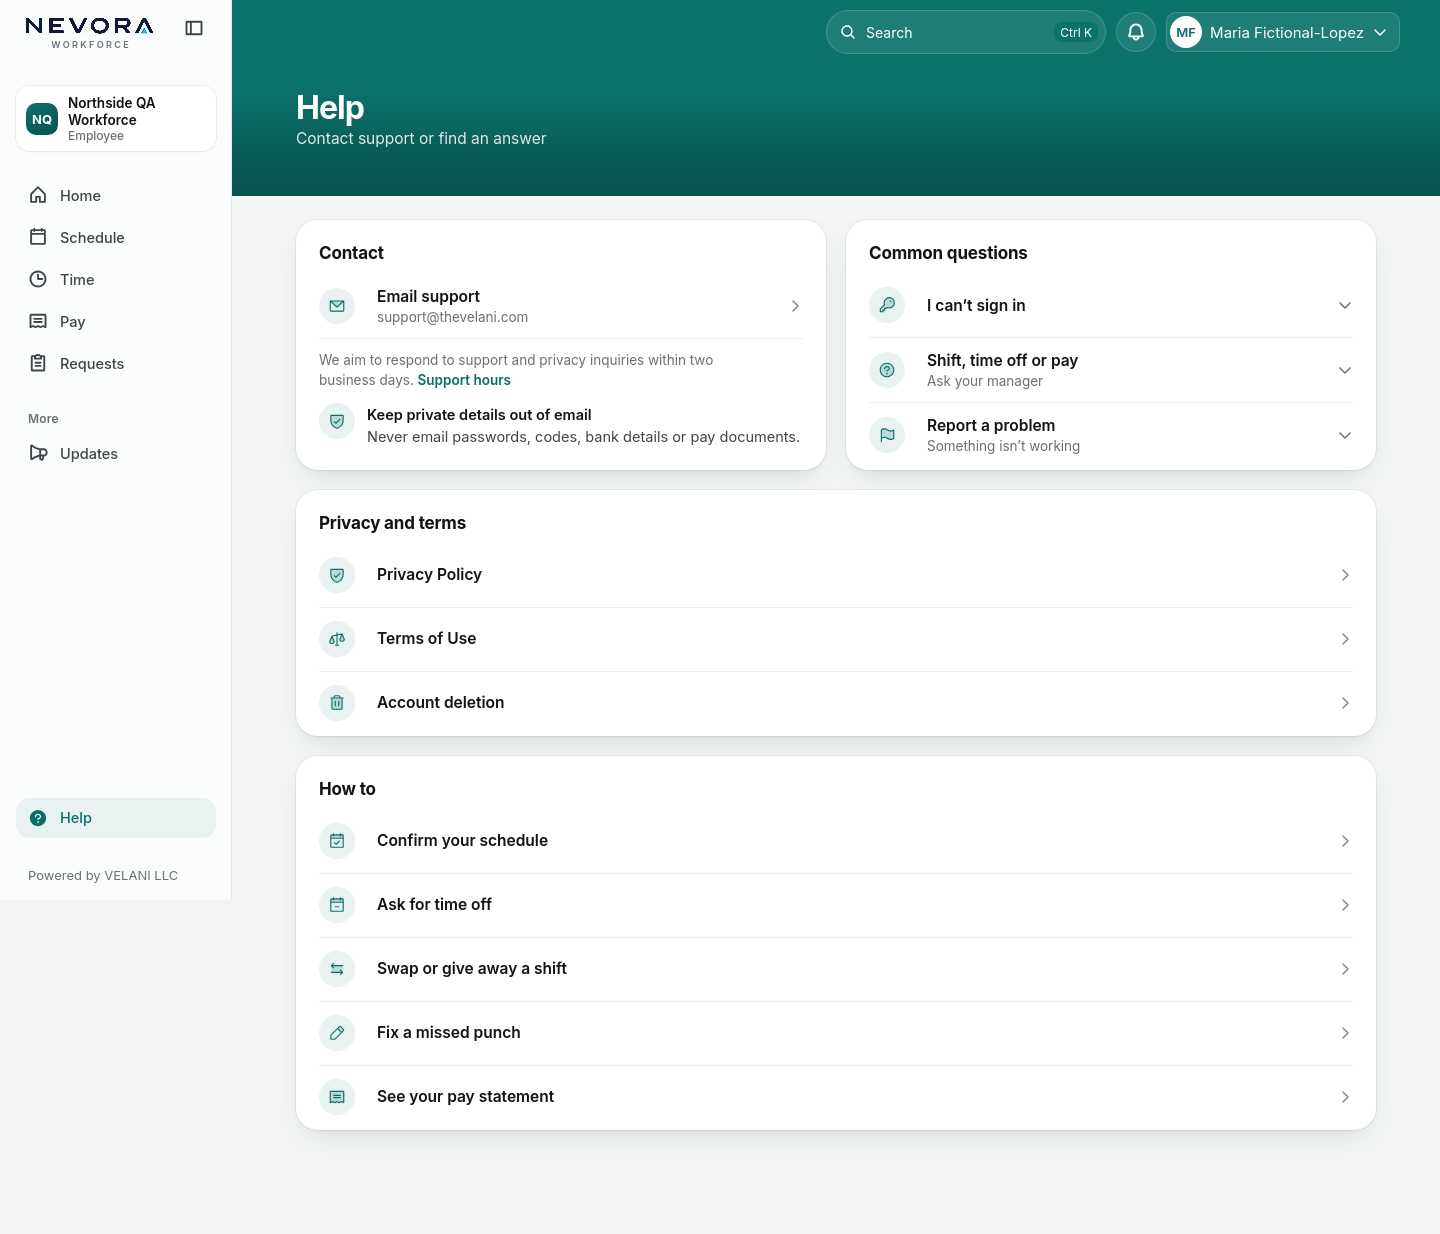 NEVORA
WORKFORCE
Search
Ctrl K
MF
Maria Fictional-Lopez
NQ
Northside QA
Workforce
Employee
Home
Schedule
Time
Pay
Requests
More
Updates
Help
Powered by VELANI LLC
Help
Contact support or find an answer
Contact
Email support
support@thevelani.com
We aim to respond to support and privacy inquiries within two
business days. Support hours
Keep private details out of email
Never email passwords, codes, bank details or pay documents.
Common questions
I can’t sign in
Shift, time off or pay
Ask your manager
Report a problem
Something isn’t working
Privacy and terms
Privacy Policy
Terms of Use
Account deletion
How to
Confirm your schedule
Ask for time off
Swap or give away a shift
Fix a missed punch
See your pay statement